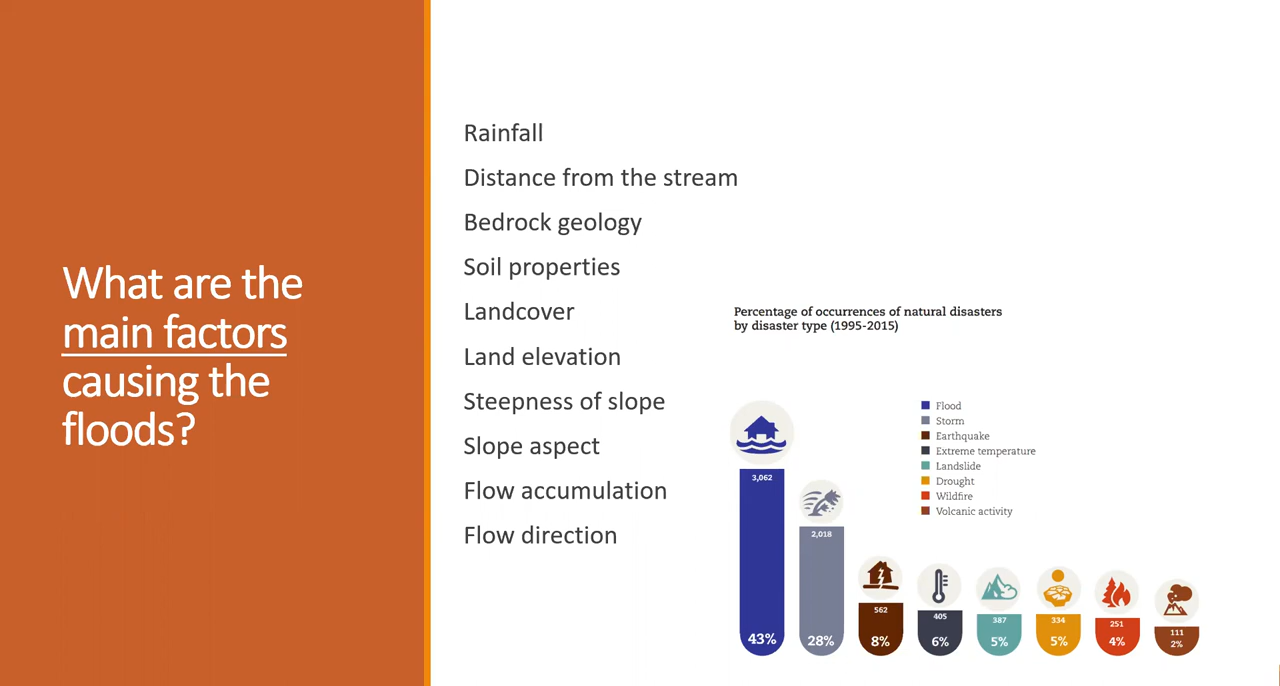 What are the
main factors
causing the
floods?
Rainfall
Distance from the stream
Bedrock geology
Soil properties
Landcover
Land elevation
Steepness of slope
Slope aspect
Flow accumulation
Flow direction
Percentage of occurrences of natural disasters
by disaster type (1995-2015)
Flood
Storm
Earthquake
Extreme temperature
Landslide
Drought
Wildfire
Volcanic activity
3,062
43%
2,018
28%
562
8%
405
6%
387
5%
334
5%
251
4%
111
2%